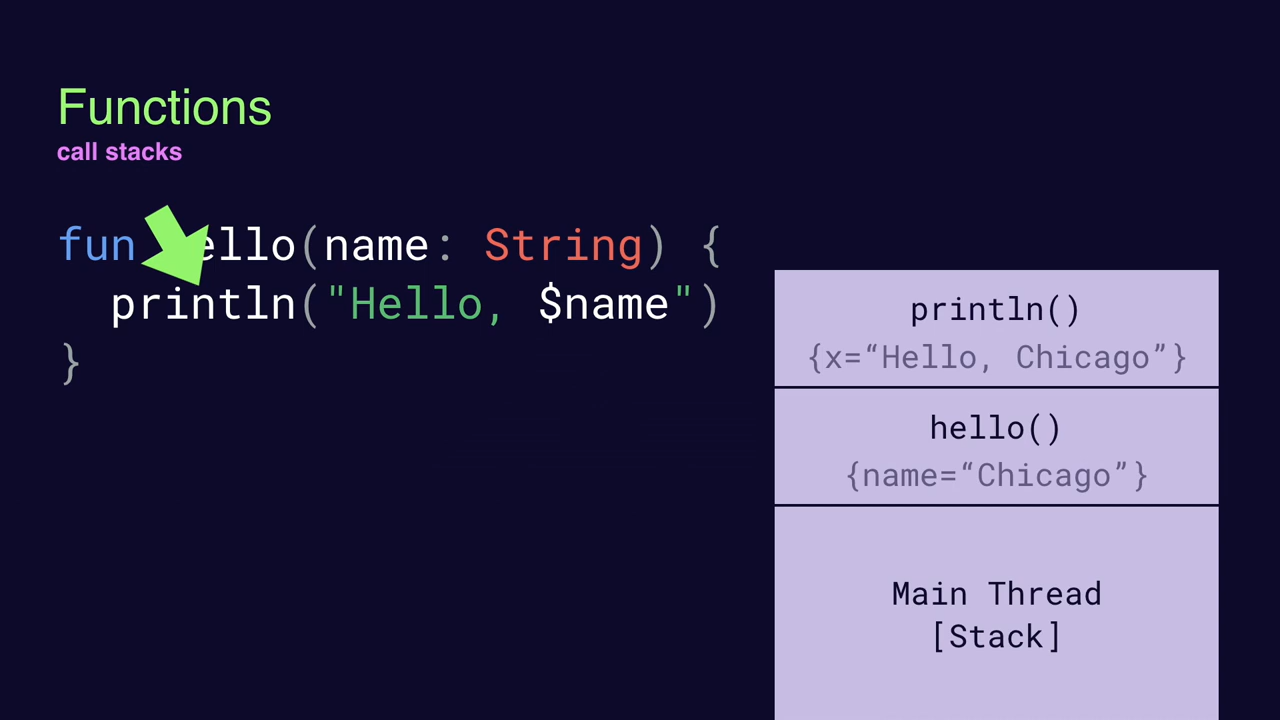 Functions
call stacks
fun ello(name: String) {
println("Hello, $name")
}
println()
{x=“Hello, Chicago”}
hello()
{name=“Chicago”}
Main Thread
[Stack]